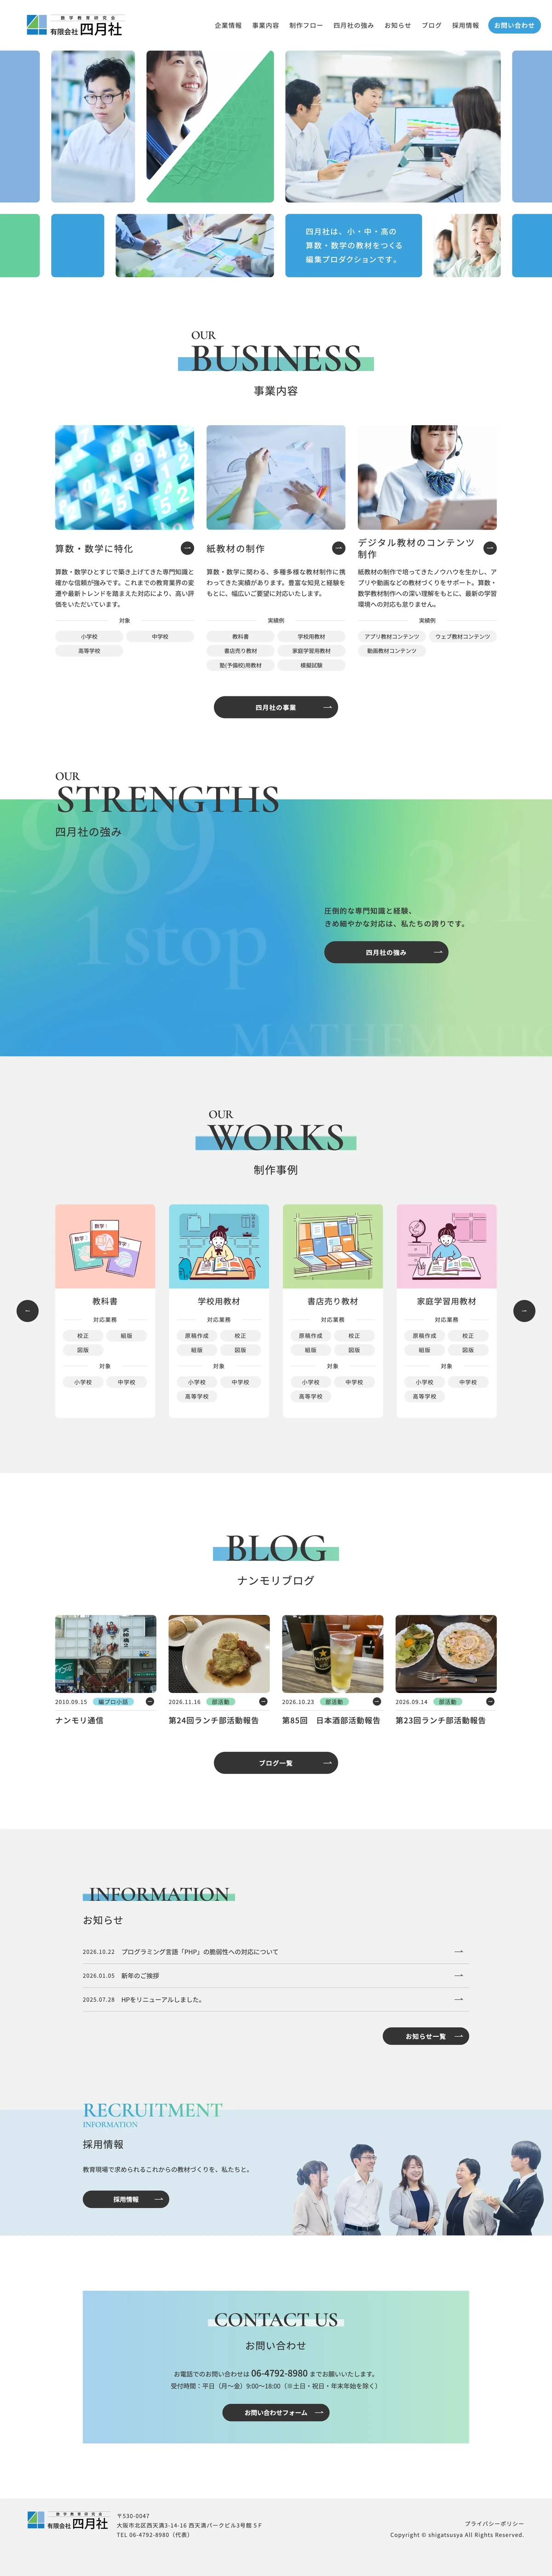 数学教育研究会
有限会社 四月社
企業情報 事業内容 制作フロー 四月社の強み お知らせ ブログ 採用情報 お問い合わせ
四月社は、小・中・高の
算数・数学の教材をつくる
編集プロダクションです。
OUR
BUSINESS
事業内容
算数・数学に特化
算数・数学ひとすじで築き上げてきた専門知識と
確かな信頼が強みです。これまでの教育業界の変
遷や最新トレンドを踏まえた対応により、高い評
価をいただいています。
対象
小学校 中学校
高等学校
紙教材の制作
算数・数学に関わる、多種多様な教材制作に携
わってきた実績があります。豊富な知見と経験を
もとに、幅広いご要望に対応いたします。
実績例
教科書 学校用教材
書店売り教材 家庭学習用教材
塾(予備校)用教材 模擬試験
デジタル教材のコンテンツ
制作
紙教材の制作で培ってきたノウハウを生かし、ア
プリや動画などの教材づくりをサポート。算数・
数学教材制作への深い理解をもとに、最新の学習
環境への対応も怠りません。
実績例
アプリ教材コンテンツ ウェブ教材コンテンツ
動画教材コンテンツ
四月社の事業
OUR
STRENGTHS
四月社の強み
1989
3.14
1stop
MATHEMATIC
圧倒的な専門知識と経験、
きめ細やかな対応は、私たちの誇りです。
四月社の強み
OUR
WORKS
制作事例
教科書
対応業務
校正 組版
図版
対象
小学校 中学校
学校用教材
対応業務
原稿作成 校正
組版 図版
対象
小学校 中学校
高等学校
書店売り教材
対応業務
原稿作成 校正
組版 図版
対象
小学校 中学校
高等学校
家庭学習用教材
対応業務
原稿作成 校正
組版 図版
対象
小学校 中学校
高等学校
BLOG
ナンモリブログ
2010.09.15 編プロ小話
ナンモリ通信
2026.11.16 部活動
第24回ランチ部活動報告
2026.10.23 部活動
第85回 日本酒部活動報告
2026.09.14 部活動
第23回ランチ部活動報告
ブログ一覧
INFORMATION
お知らせ
2026.10.22 プログラミング言語「PHP」の脆弱性への対応について
2026.01.05 新年のご挨拶
2025.07.28 HPをリニューアルしました。
お知らせ一覧
RECRUITMENT
INFORMATION
採用情報
教育現場で求められるこれからの教材づくりを、私たちと。
採用情報
CONTACT US
お問い合わせ
お電話でのお問い合わせは 06-4792-8980 までお願いいたします。
受付時間：平日（月〜金）9:00〜18:00（※土日・祝日・年末年始を除く）
お問い合わせフォーム
数学教育研究会
有限会社 四月社
〒530-0047
大阪市北区西天満3-14-16 西天満パークビル3号館５F
TEL 06-4792-8980（代表）
プライバシーポリシー
Copyright © shigatsusya All Rights Reserved.